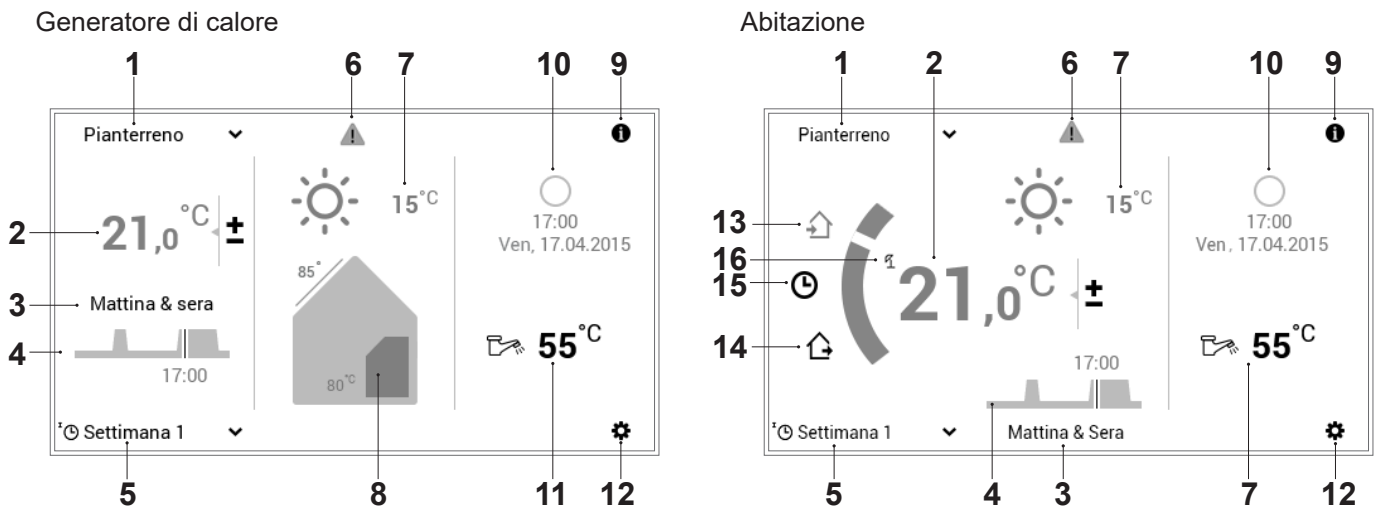 Generatore di calore
1 6 7 10 9
Pianterreno
15°C
2 21,0°C ±
17:00
Ven, 17.04.2015
85°
3 Mattina & sera
4
17:00
80°C
55°C
z Settimana 1
5 8 11 12
Abitazione
1 2 6 7 10 9
Pianterreno
15°C
13
17:00
Ven, 17.04.2015
16
15
21,0°C ±
14
55°C
17:00
z Settimana 1
Mattina & Sera
5 4 3 7 12